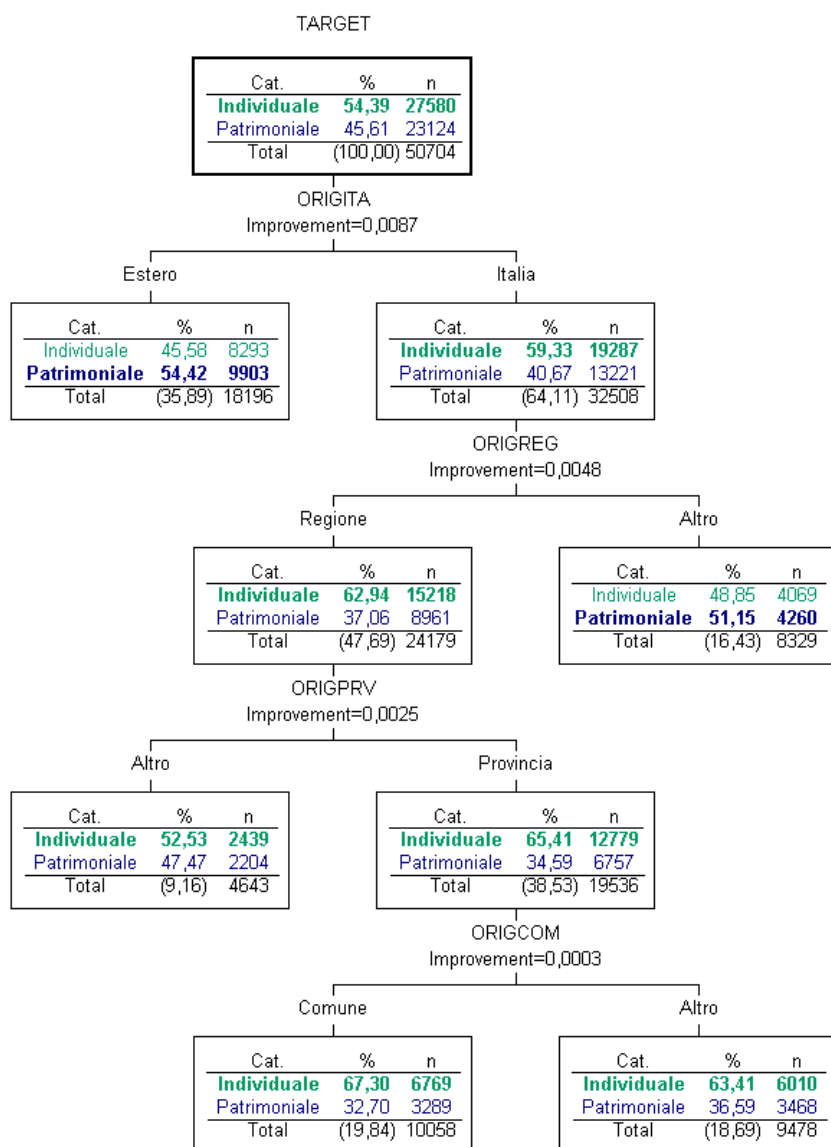 TARGET
Cat. % n
Individuale 54,39 27580
Patrimoniale 45,61 23124
Total (100,00) 50704
ORIGITA
Improvement=0,0087
Estero Italia
Cat. % n
Individuale 45,58 8293
Patrimoniale 54,42 9903
Total (35,89) 18196
Cat. % n
Individuale 59,33 19287
Patrimoniale 40,67 13221
Total (64,11) 32508
ORIGREG
Improvement=0,0048
Regione Altro
Cat. % n
Individuale 62,94 15218
Patrimoniale 37,06 8961
Total (47,69) 24179
Cat. % n
Individuale 48,85 4069
Patrimoniale 51,15 4260
Total (16,43) 8329
ORIGPRV
Improvement=0,0025
Altro Provincia
Cat. % n
Individuale 52,53 2439
Patrimoniale 47,47 2204
Total (9,16) 4643
Cat. % n
Individuale 65,41 12779
Patrimoniale 34,59 6757
Total (38,53) 19536
ORIGCOM
Improvement=0,0003
Comune Altro
Cat. % n
Individuale 67,30 6769
Patrimoniale 32,70 3289
Total (19,84) 10058
Cat. % n
Individuale 63,41 6010
Patrimoniale 36,59 3468
Total (18,69) 9478